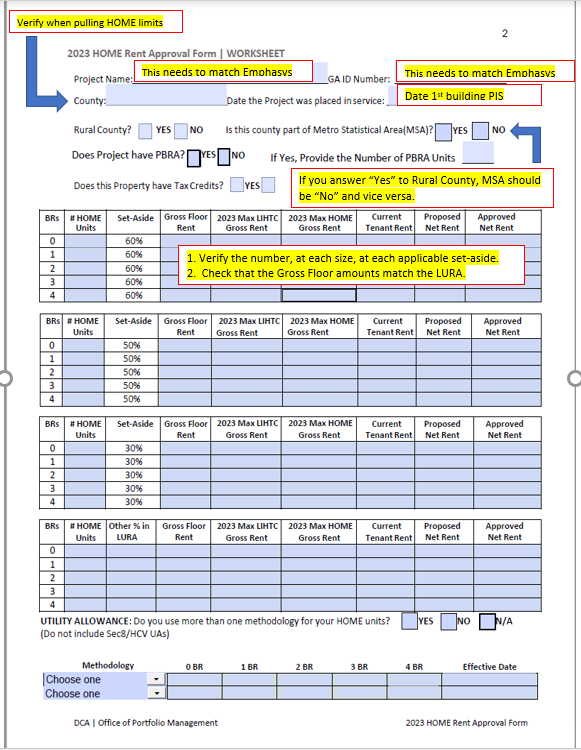 Verify when pulling HOME limits
2
2023 HOME Rent Approval Form | WORKSHEET
Project Name: This needs to match Emphasys GA ID Number: This needs to match Emphasys
County: Date the Project was placed in service: Date 1st building PIS
Rural County? YES NO Is this county part of Metro Statistical Area(MSA)? YES NO
Does Project have PBRA? YES NO If Yes, Provide the Number of PBRA Units
Does this Property have Tax Credits? YES
If you answer “Yes” to Rural County, MSA should
be “No” and vice versa.
BRs # HOME Units Set-Aside Gross Floor Rent 2023 Max LIHTC Gross Rent 2023 Max HOME Gross Rent Current Tenant Rent Proposed Net Rent Approved Net Rent
0 60%
1 60%
2 60%
3 60%
4 60%
1. Verify the number, at each size, at each applicable set-aside.
2. Check that the Gross Floor amounts match the LURA.
BRs # HOME Units Set-Aside Gross Floor Rent 2023 Max LIHTC Gross Rent 2023 Max HOME Gross Rent Current Tenant Rent Proposed Net Rent Approved Net Rent
0 50%
1 50%
2 50%
3 50%
4 50%
BRs # HOME Units Set-Aside Gross Floor Rent 2023 Max LIHTC Gross Rent 2023 Max HOME Gross Rent Current Tenant Rent Proposed Net Rent Approved Net Rent
0 30%
1 30%
2 30%
3 30%
4 30%
BRs # HOME Units Other % in LURA Gross Floor Rent 2023 Max LIHTC Gross Rent 2023 Max HOME Gross Rent Current Tenant Rent Proposed Net Rent Approved Net Rent
0
1
2
3
4
UTILITY ALLOWANCE: Do you use more than one methodology for your HOME units? YES NO N/A
(Do not include Sec8/HCV UAs)
Methodology 0 BR 1 BR 2 BR 3 BR 4 BR Effective Date
Choose one
Choose one
DCA | Office of Portfolio Management 2023 HOME Rent Approval Form